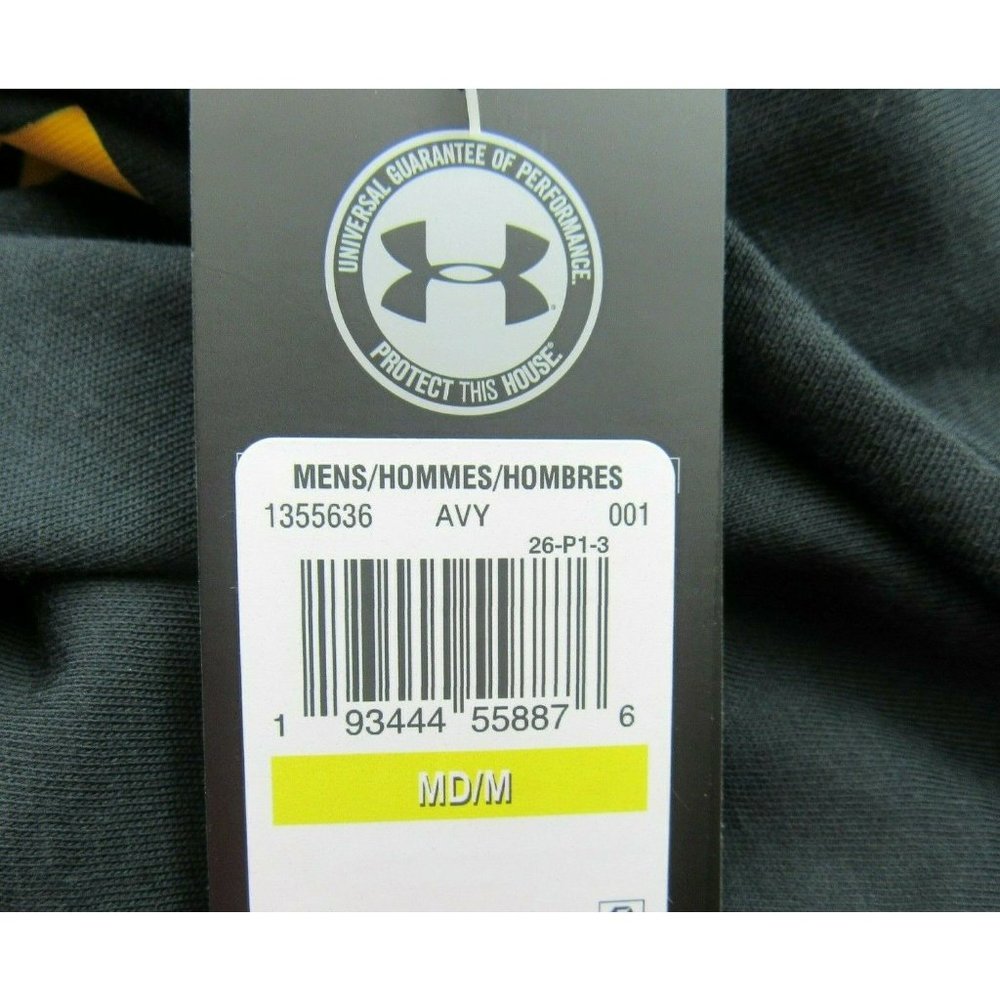 UNIVERSAL GUARANTEE OF PERFORMANCE.
PROTECT THIS HOUSE.®
MENS/HOMMES/HOMBRES
1355636 AVY 001
26-P1-3
1 93444 55887 6
MD/M